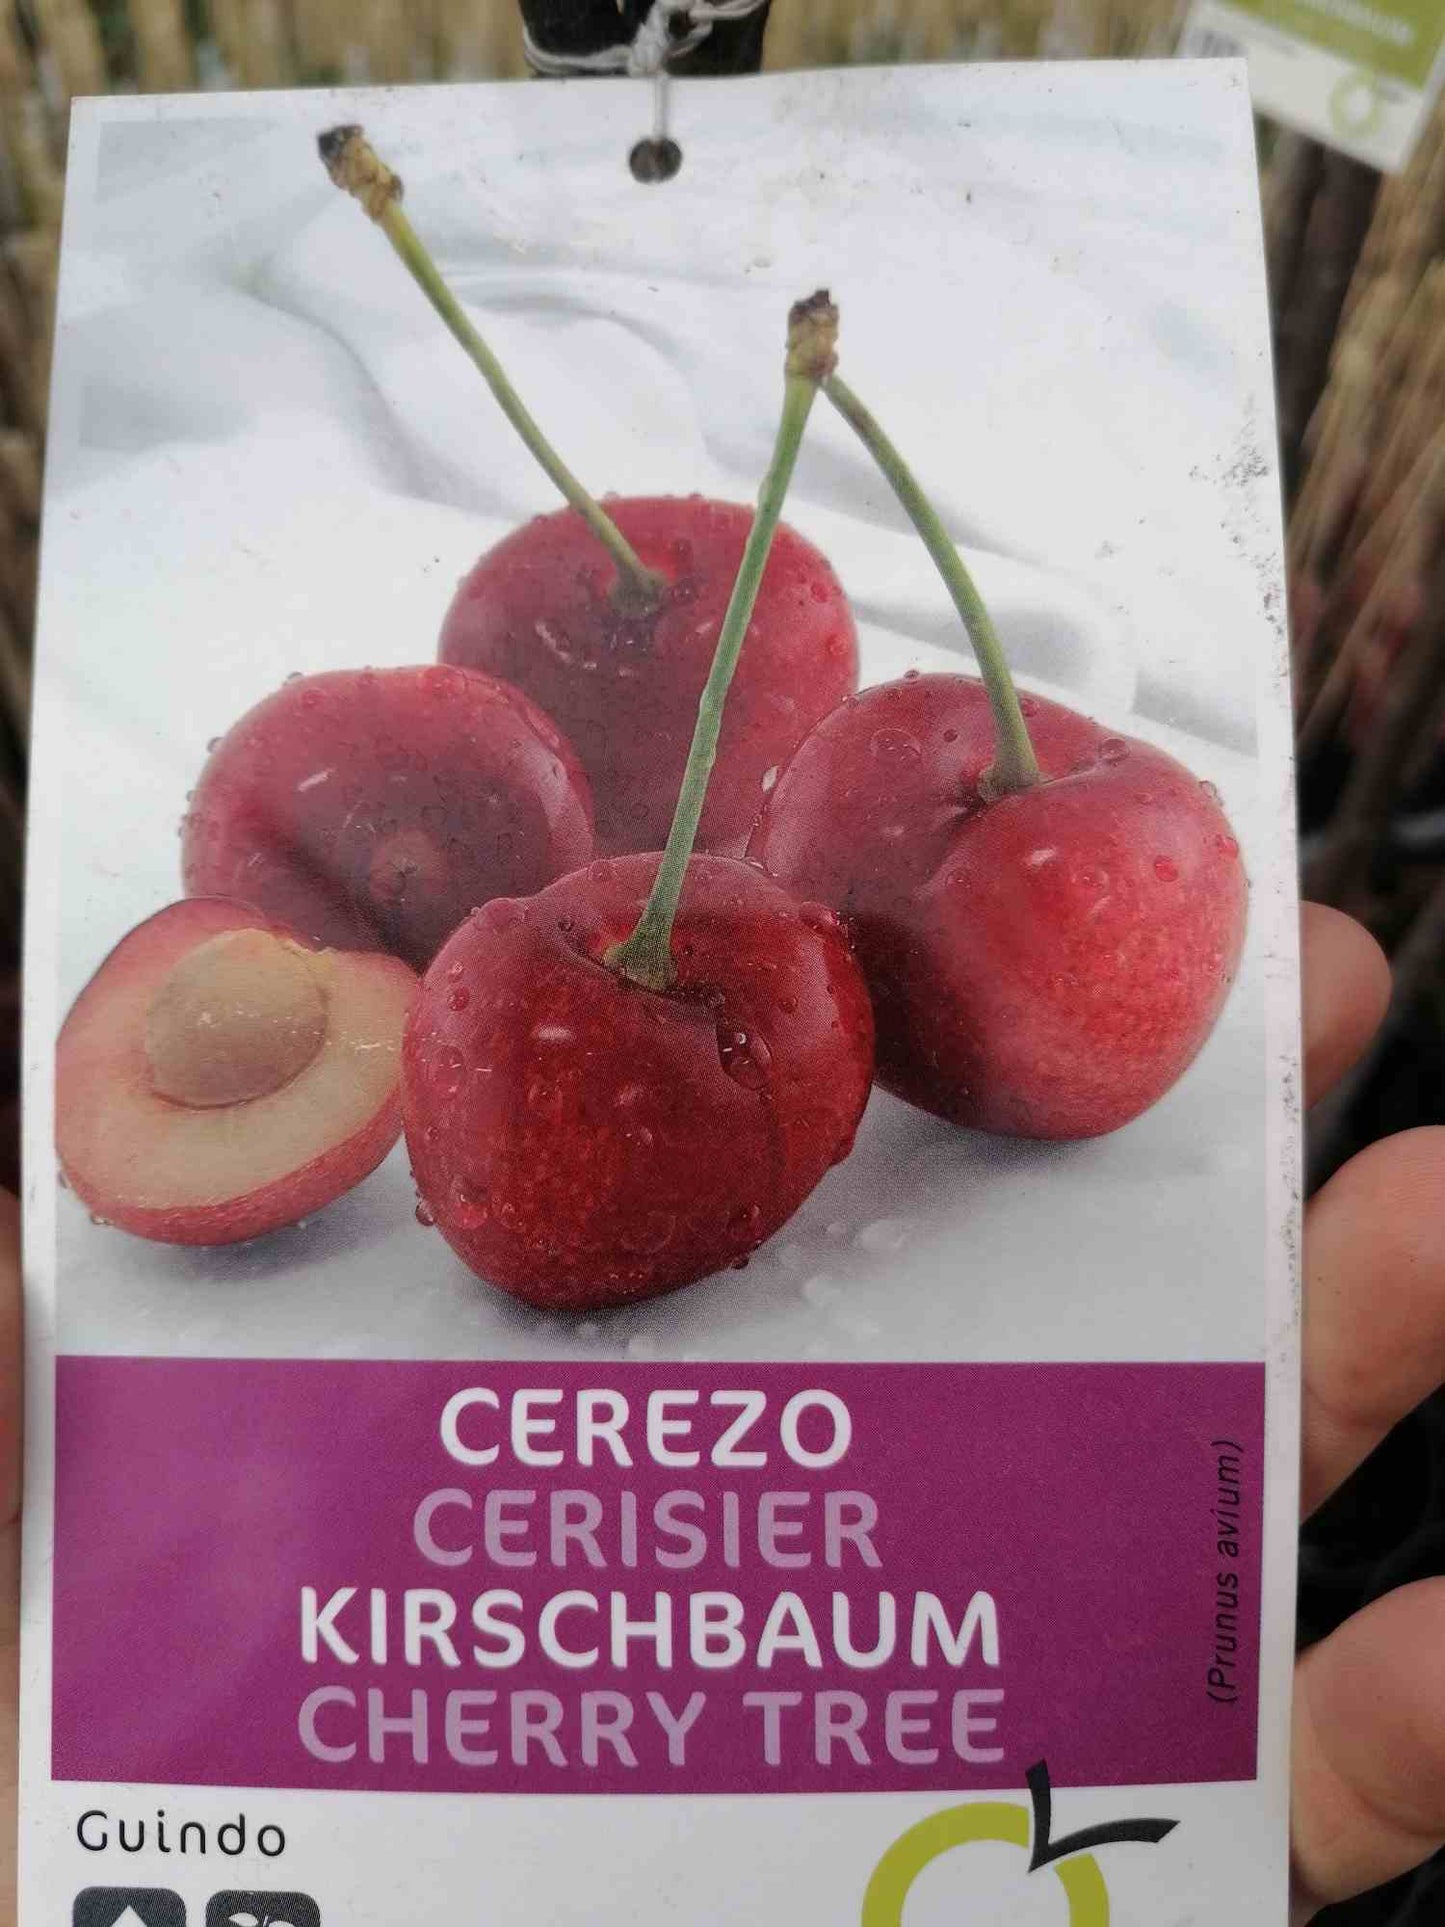 CEREZO
CERISIER
KIRSCHBAUM
CHERRY TREE
(Prunus avium)
Guindo